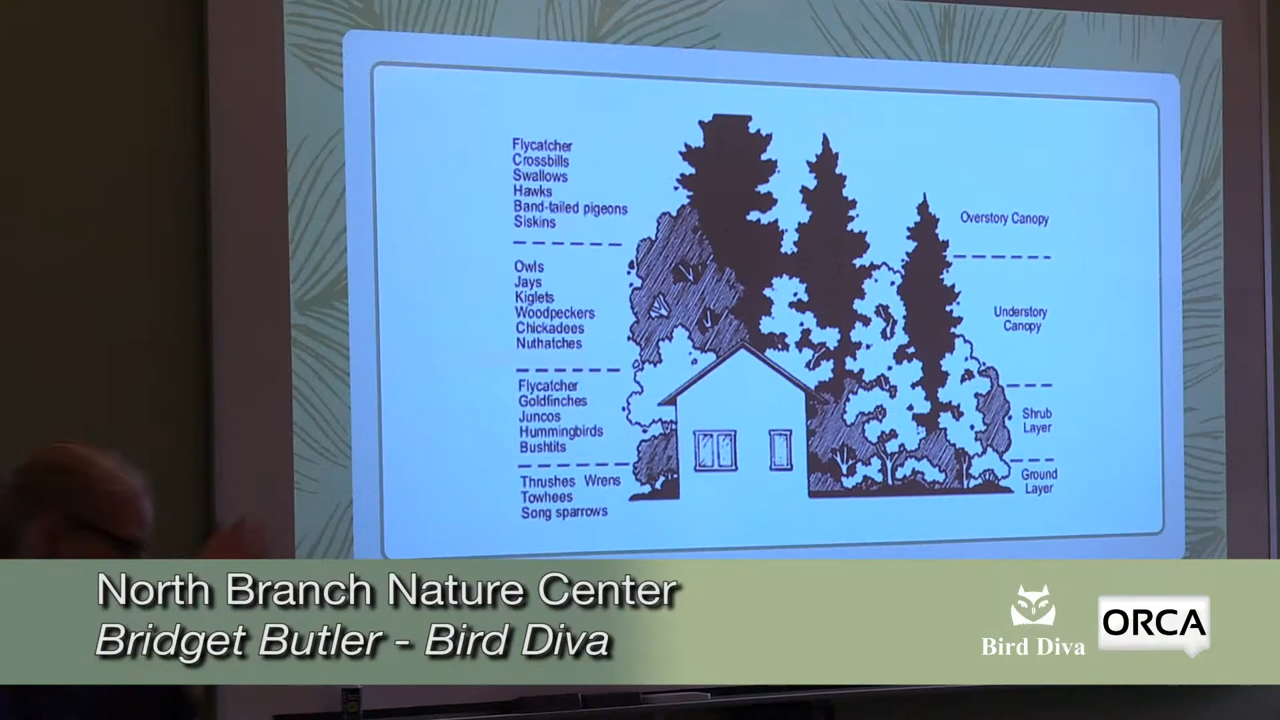 Flycatcher
Crossbills
Swallows
Hawks
Band-tailed pigeons
Siskins
Overstory Canopy
Owls
Jays
Kiglets
Woodpeckers
Chickadees
Nuthatches
Understory
Canopy
Flycatcher
Goldfinches
Juncos
Hummingbirds
Bushtits
Shrub
Layer
Thrushes Wrens
Towhees
Song sparrows
Ground
Layer
North Branch Nature Center
Bridget Butler - Bird Diva
Bird Diva
ORCA